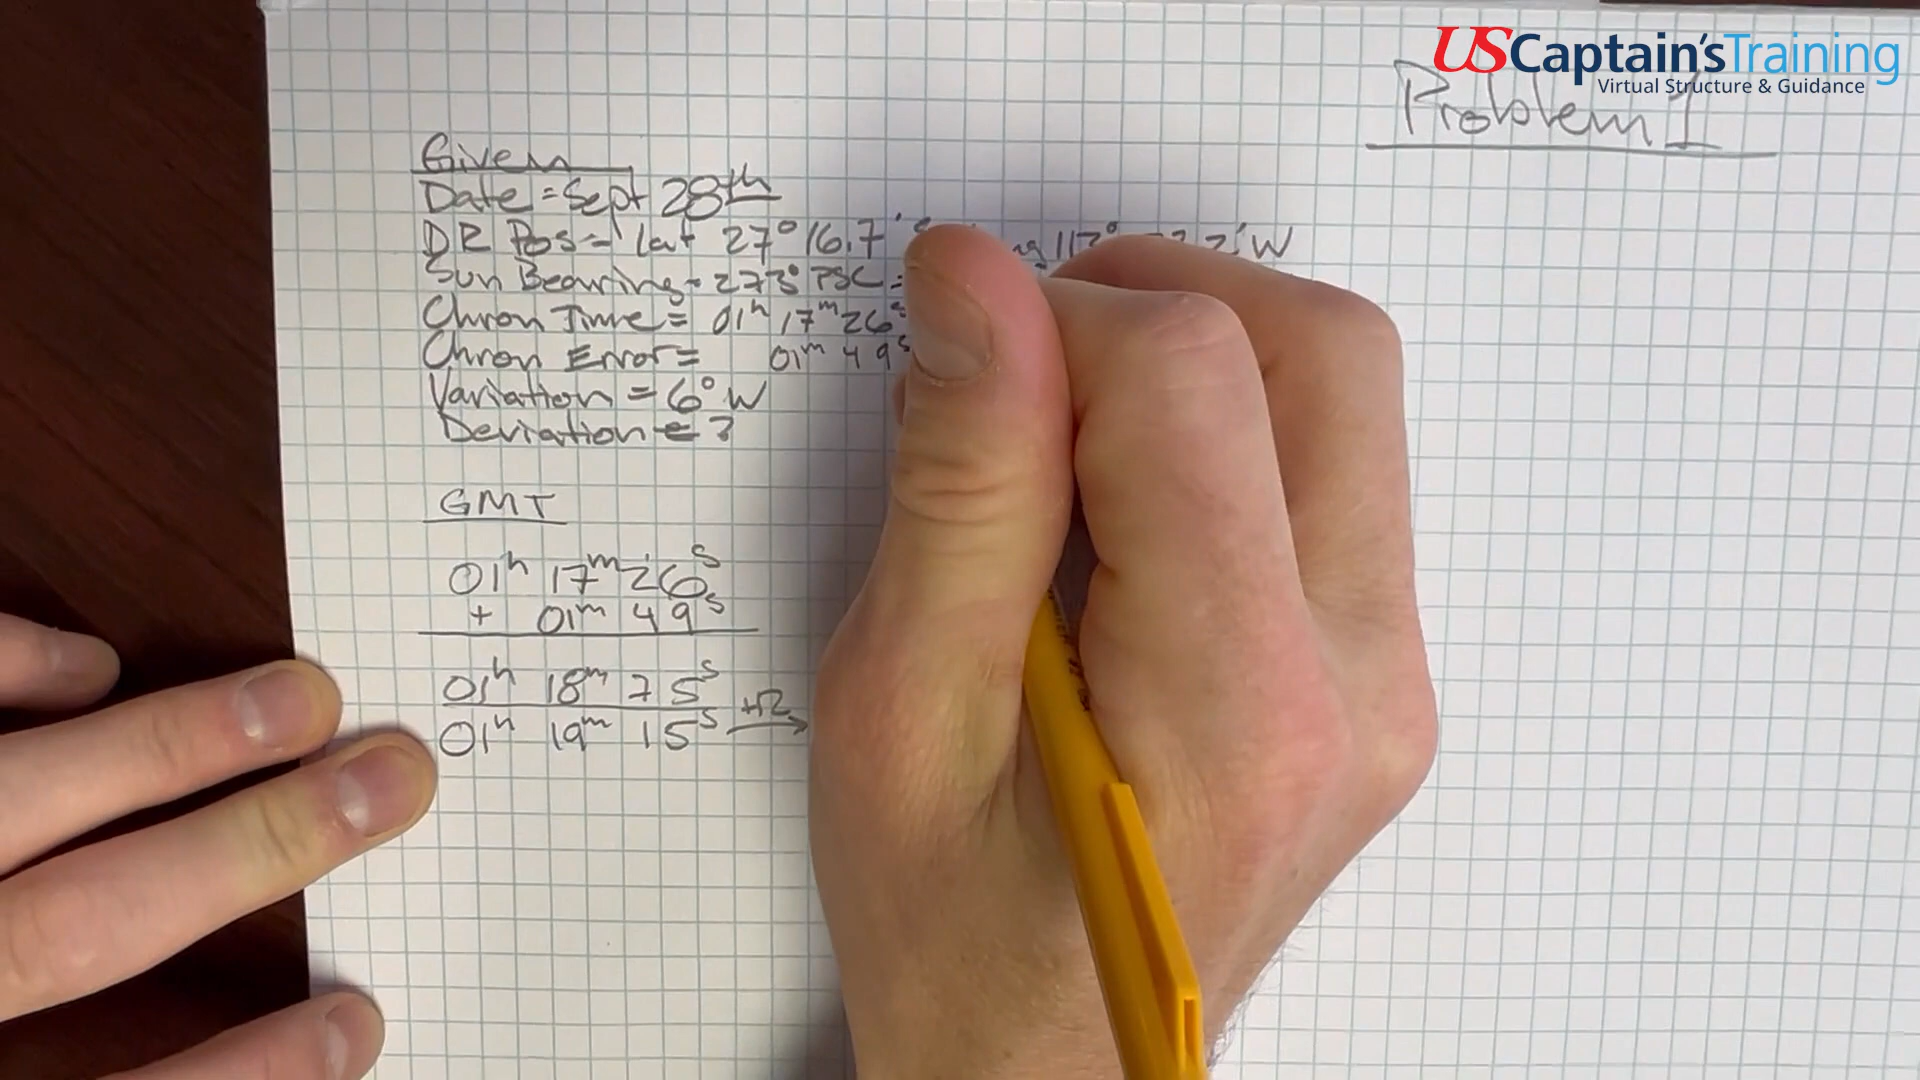 USCaptain'sTraining
Virtual Structure & Guidance
Problem 1
Given
Date = Sept 28th
DR Pos = Lat 27° 16.7' W
Sun Bearing = 273° PSC =
Chron Time = 01h 17m 26s
Chron Error = 01m 49s
Variation = 6° W
Deviation = ?
GMT
01h 17m 26s
+ 01m 49s
01h 18m 75s
01h 19m 15s +12 →